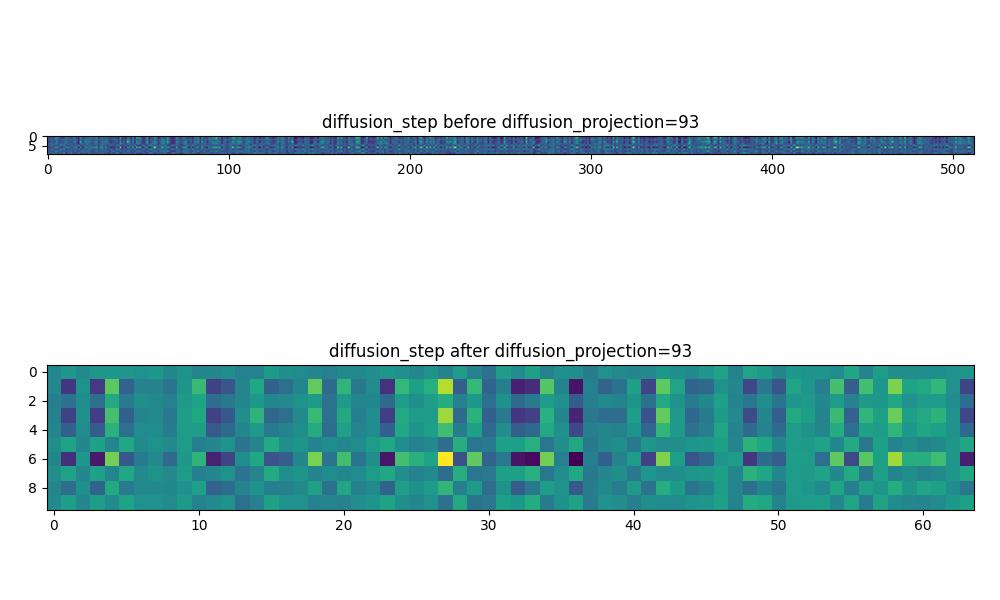 diffusion_step before diffusion_projection=93
0
5
0 100 200 300 400 500
diffusion_step after diffusion_projection=93
0
2
4
6
8
0 10 20 30 40 50 60